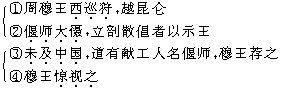 ①周穆王西巡狩,越昆仑
②偃师大慑,立剖散倡者以示王
③未及中国,道有献工人名偃师,穆王荐之
④穆王惊视之